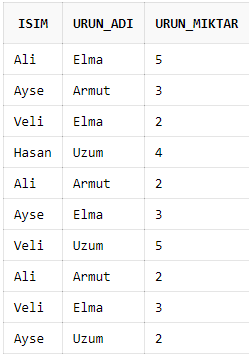 ISIM URUN_ADI URUN_MIKTAR
Ali Elma 5
Ayse Armut 3
Veli Elma 2
Hasan Uzum 4
Ali Armut 2
Ayse Elma 3
Veli Uzum 5
Ali Armut 2
Veli Elma 3
Ayse Uzum 2